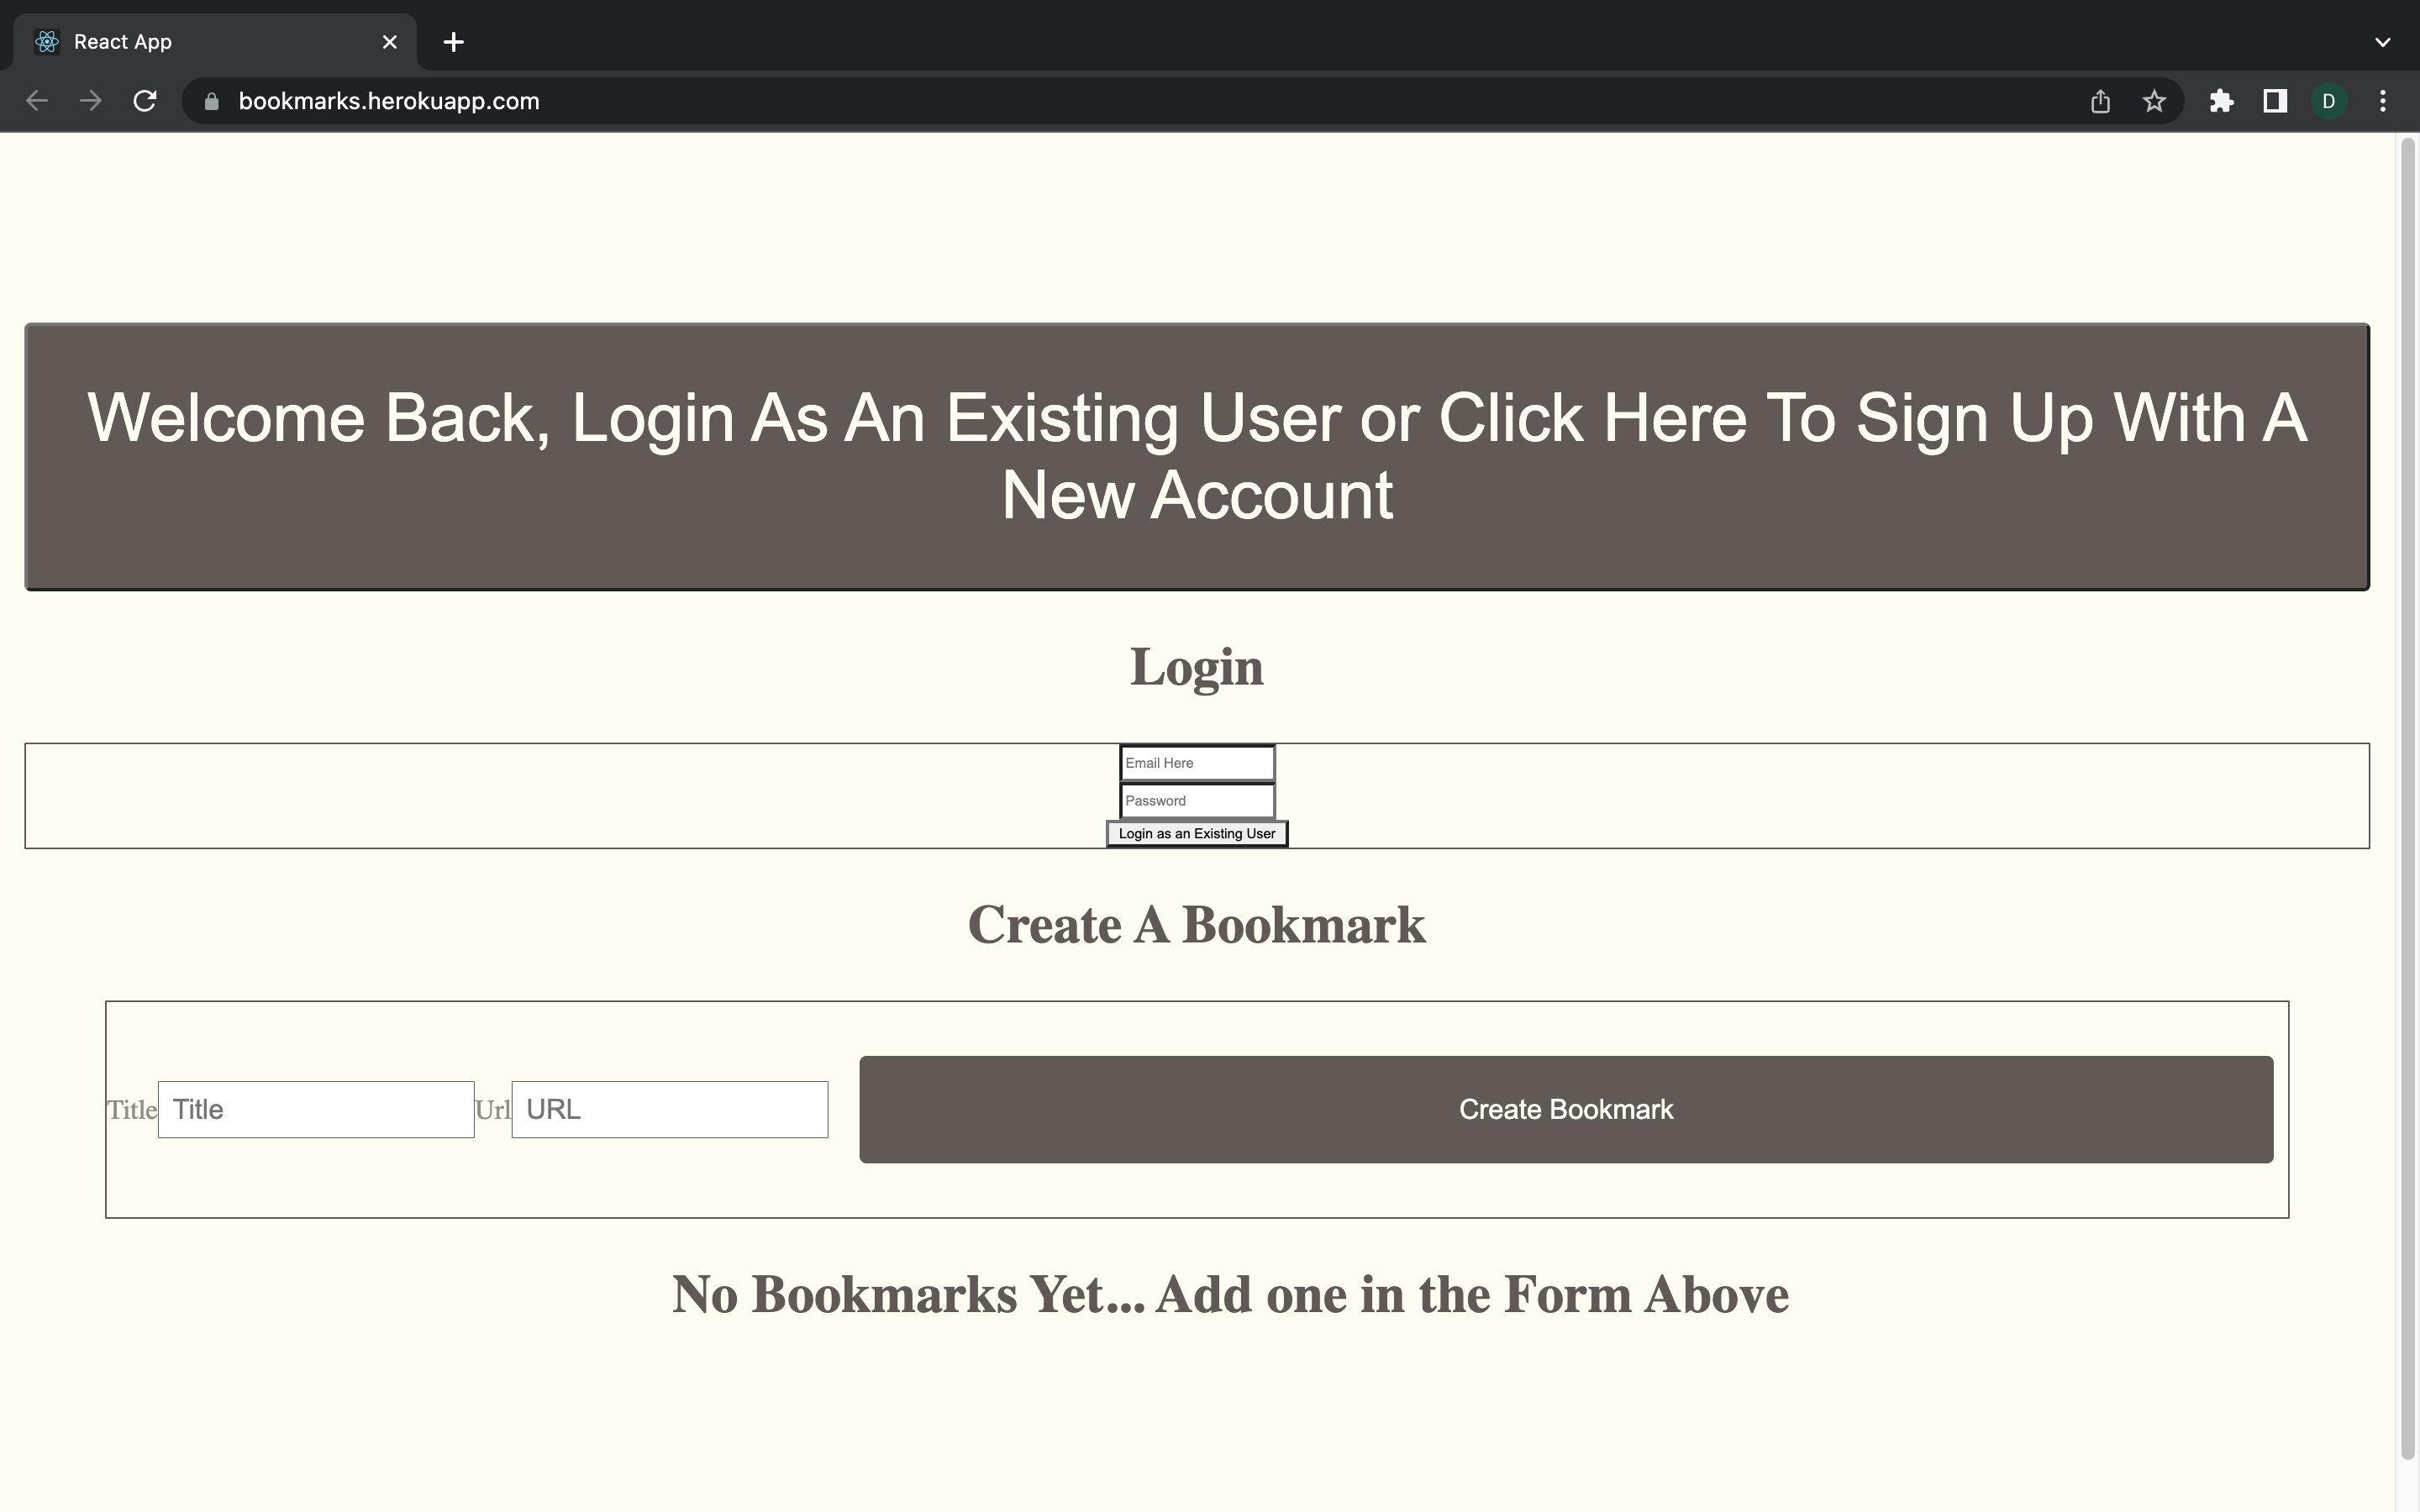 React App
bookmarks.herokuapp.com
D
Welcome Back, Login As An Existing User or Click Here To Sign Up With A
New Account
Login
Email Here
Password
Login as an Existing User
Create A Bookmark
Title Title Url URL Create Bookmark
No Bookmarks Yet... Add one in the Form Above